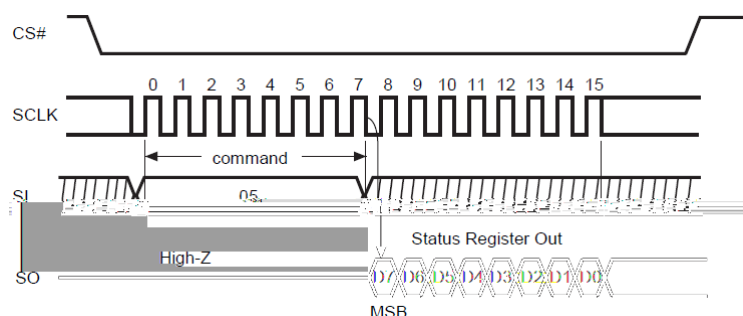 CS#
0 1 2 3 4 5 6 7 8 9 10 11 12 13 14 15
SCLK
command
SI
05
Status Register Out
High-Z
SO
D7 D6 D5 D4 D3 D2 D1 D0
MSB